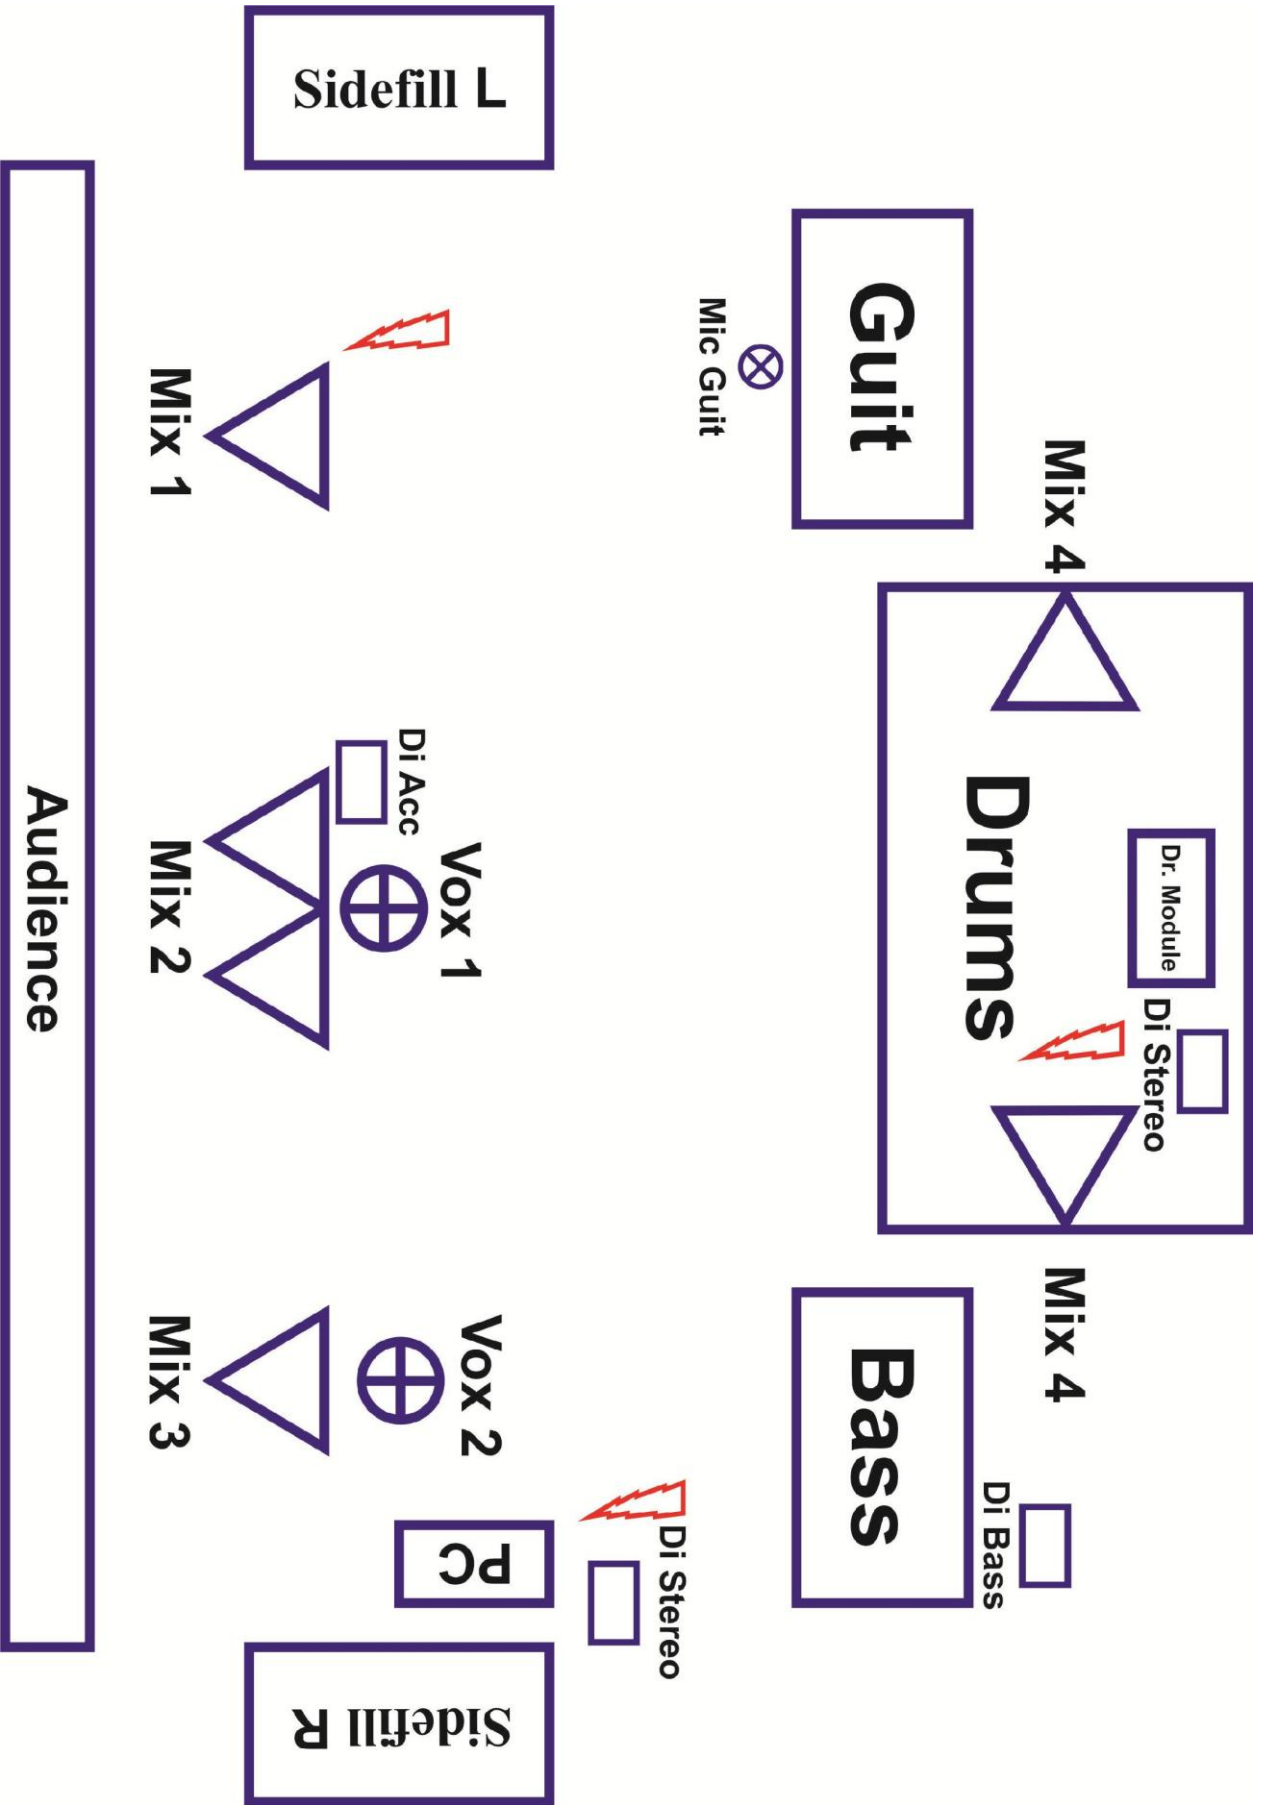 Mix 4
Mix 4
Dr. Module
Di Stereo
Drums
Guit
Bass
Di Bass
Mic Guit
Di Stereo
Vox 1
Vox 2
PC
Di Acc
Sidefill L
Sidefill R
Mix 1
Mix 2
Mix 3
Audience